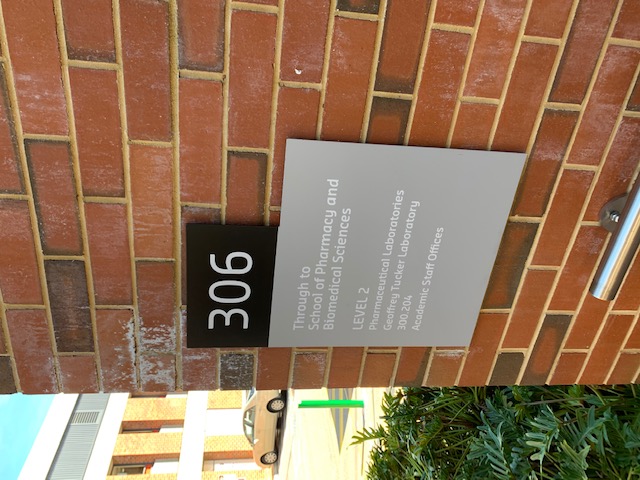 306
Through to
School of Pharmacy and
Biomedical Sciences
LEVEL 2
Pharmaceutical Laboratories
Geoffrey Tucker Laboratory
300.204
Academic Staff Offices